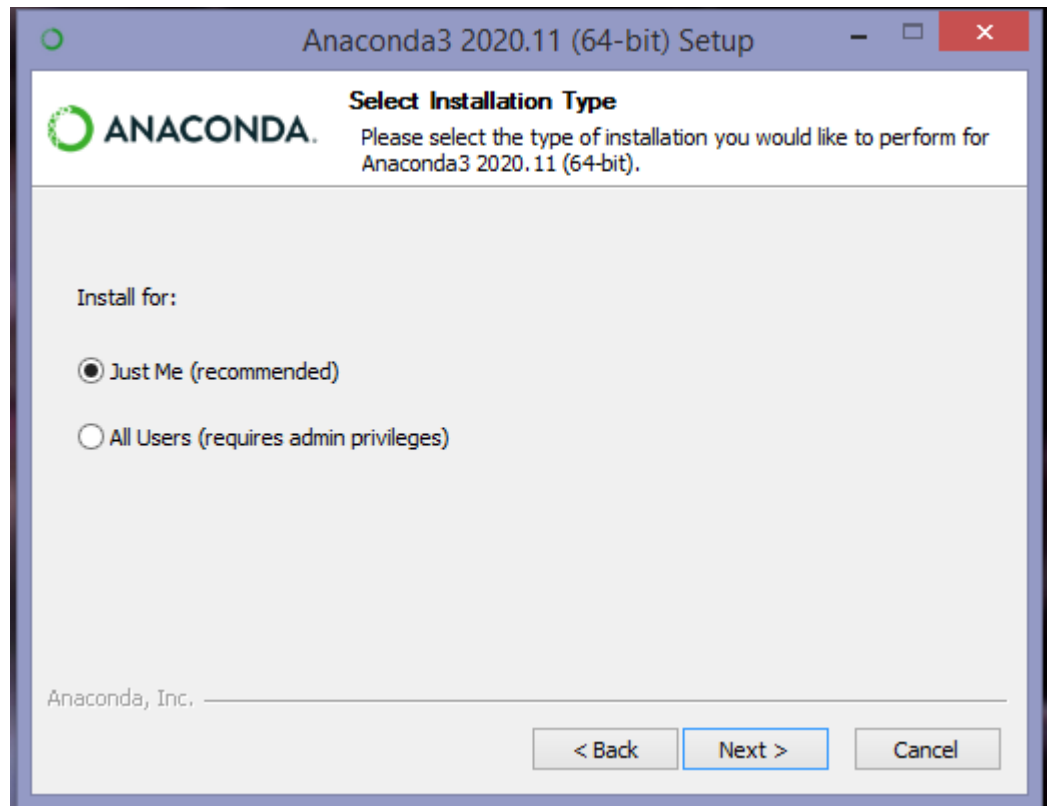 Anaconda3 2020.11 (64-bit) Setup
ANACONDA.
Select Installation Type
Please select the type of installation you would like to perform for
Anaconda3 2020.11 (64-bit).
Install for:
Just Me (recommended)
All Users (requires admin privileges)
Anaconda, Inc.
< Back
Next >
Cancel